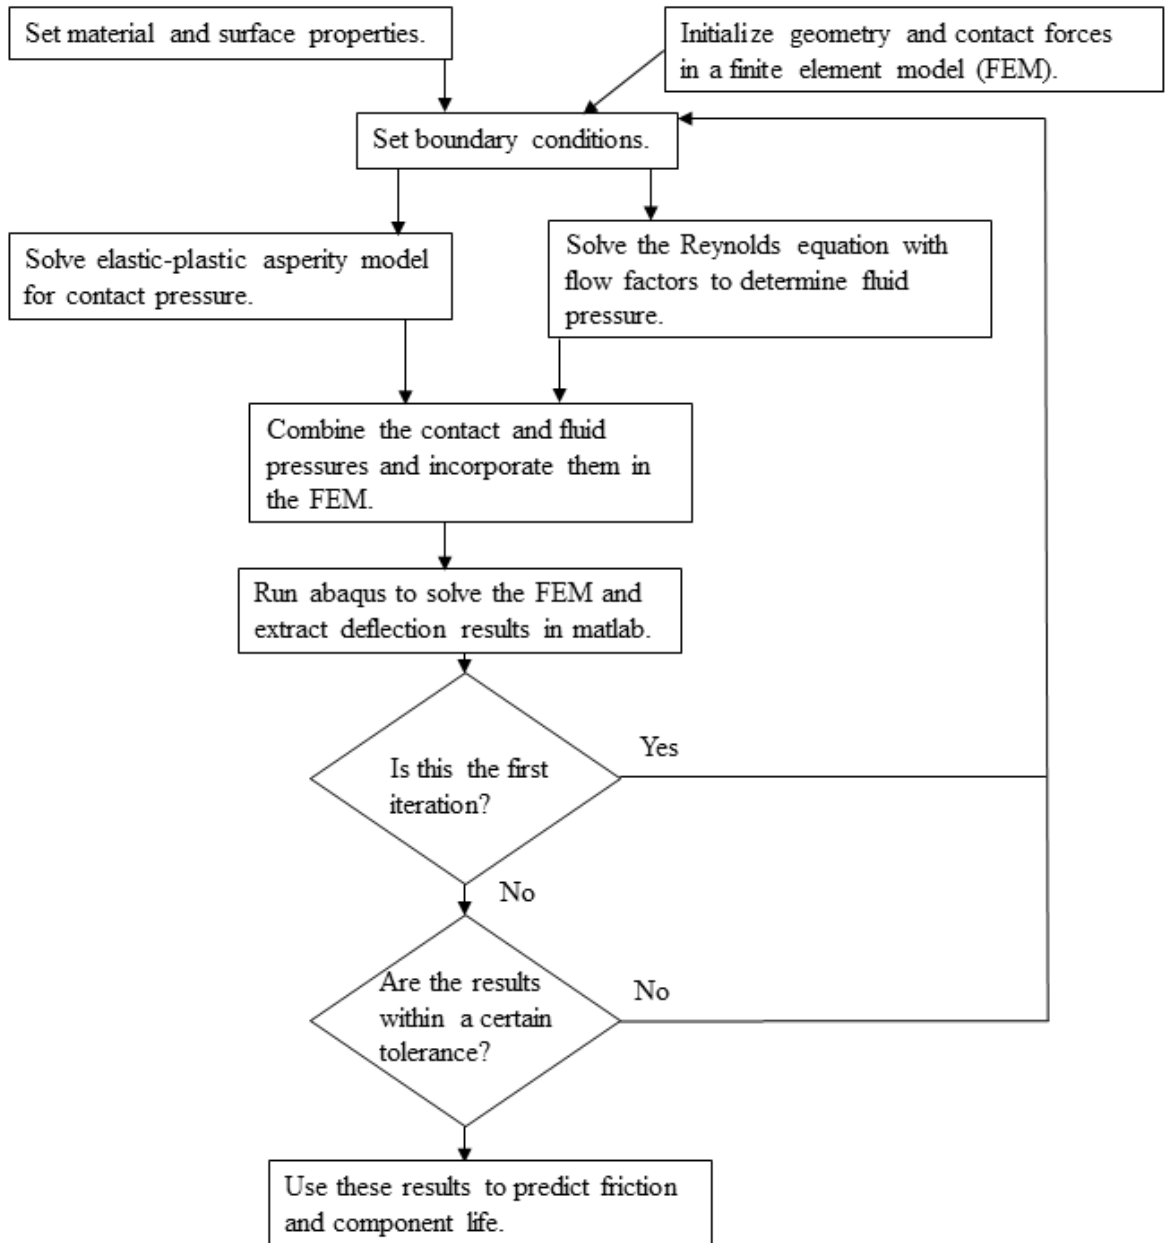 Set material and surface properties.
Initialize geometry and contact forces
in a finite element model (FEM).
Set boundary conditions.
Solve elastic-plastic asperity model
for contact pressure.
Solve the Reynolds equation with
flow factors to determine fluid
pressure.
Combine the contact and fluid
pressures and incorporate them in
the FEM.
Run abaqus to solve the FEM and
extract deflection results in matlab.
Is this the first
iteration?
Yes
No
Are the results
within a certain
tolerance?
No
Use these results to predict friction
and component life.